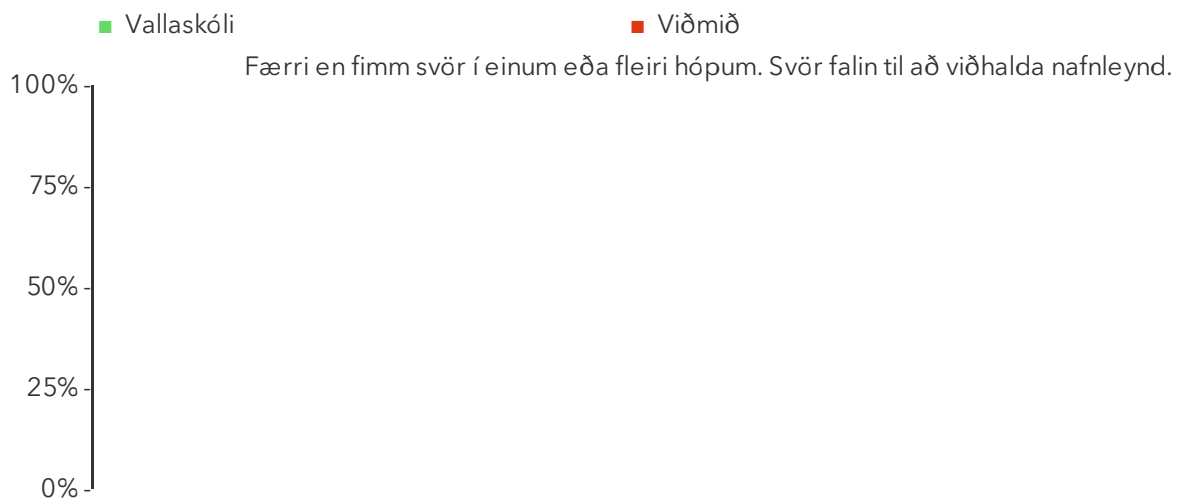 Vallaskóli Viðmið
Færri en fimm svör í einum eða fleiri hópum. Svör falin til að viðhalda nafnleynd.
100%
75%
50%
25%
0%